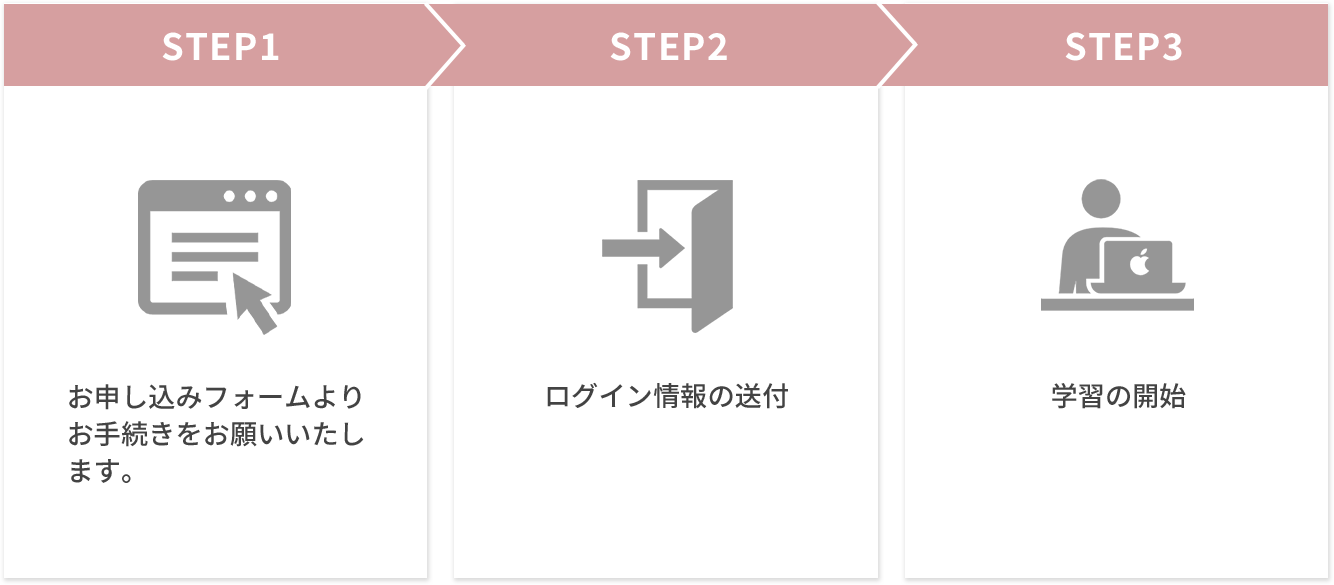 STEP1
お申し込みフォームより
お手続きをお願いいたし
ます。
STEP2
ログイン情報の送付
STEP3
学習の開始